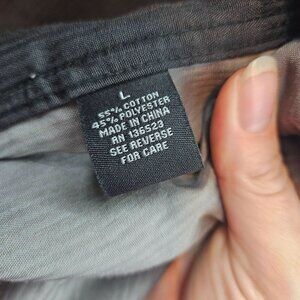 L
55% COTTON
45% POLYESTER
MADE IN CHINA
RN 136523
SEE REVERSE
FOR CARE